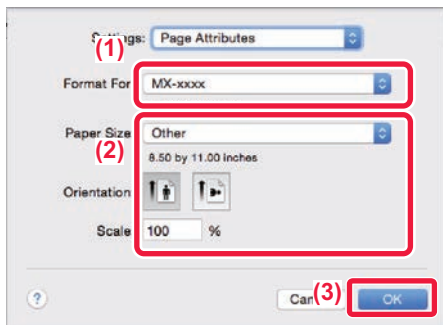 Settings: Page Attributes
(1)
Format For MX-xxxx
Paper Size Other
(2)
8.50 by 11.00 inches
Orientation
Scale 100 %
? (3) OK